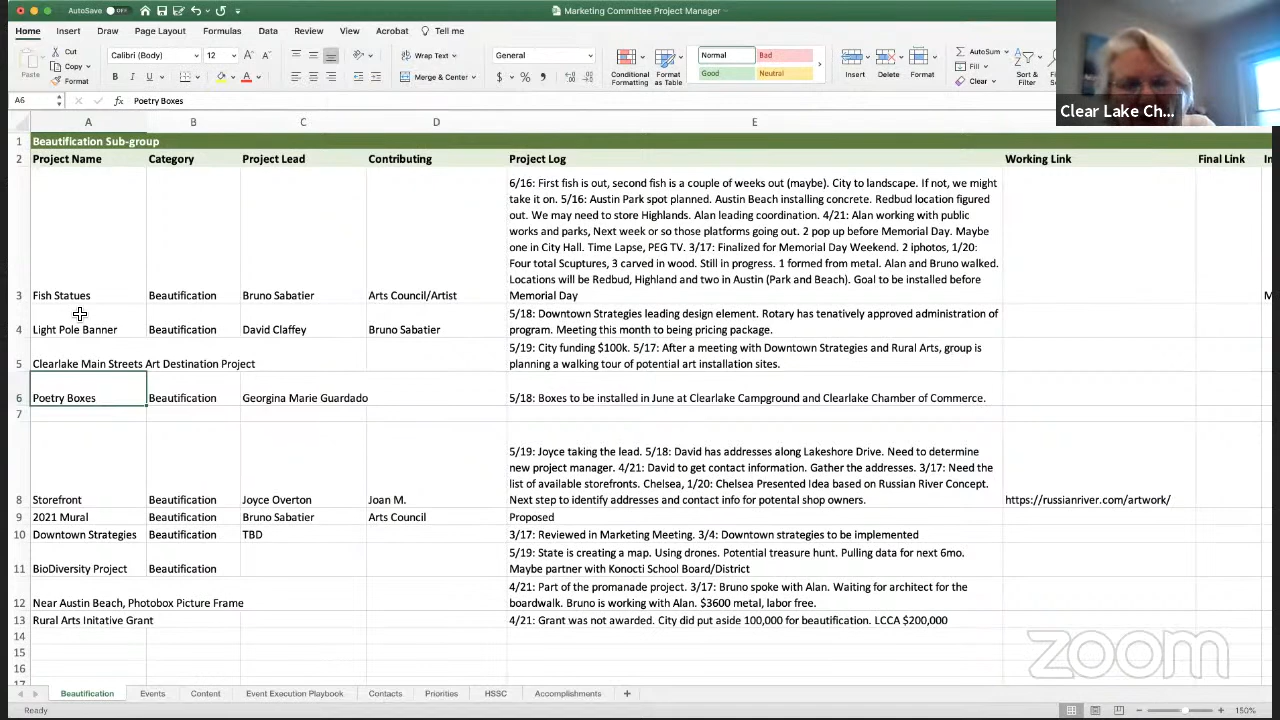 AutoSave OFF Marketing Committee Project Manager
Home Insert Draw Page Layout Formulas Data Review View Acrobat Tell me
Cut Calibri (Body) 12 Wrap Text General Normal Bad AutoSum
Paste Copy Conditional Formatting Format as Table Insert Delete Format Fill Sort & Filter
Format B I U A Merge & Center $ % Good Neutral Clear
Clear Lake Ch...
A6 fx Poetry Boxes
A B C D E
1 Beautification Sub-group
2 Project Name Category Project Lead Contributing Project Log Working Link Final Link In
6/16: First fish is out, second fish is a couple of weeks out (maybe). City to landscape. If not, we might
take it on. 5/16: Austin Park spot planned. Austin Beach installing concrete. Redbud location figured
out. We may need to store Highlands. Alan leading coordination. 4/21: Alan working with public
works and parks, Next week or so those platforms going out. 2 pop up before Memorial Day. Maybe
one in City Hall. Time Lapse, PEG TV. 3/17: Finalized for Memorial Day Weekend. 2 iphotos, 1/20:
Four total Scuptures, 3 carved in wood. Still in progress. 1 formed from metal. Alan and Bruno walked.
Locations will be Redbud, Highland and two in Austin (Park and Beach). Goal to be installed before
3 Fish Statues Beautification Bruno Sabatier Arts Council/Artist Memorial Day M
5/18: Downtown Strategies leading design element. Rotary has tenatively approved administration of
4 Light Pole Banner Beautification David Claffey Bruno Sabatier program. Meeting this month to being pricing package.
5/19: City funding $100k. 5/17: After a meeting with Downtown Strategies and Rural Arts, group is
5 Clearlake Main Streets Art Destination Project planning a walking tour of potential art installation sites.
6 Poetry Boxes Beautification Georgina Marie Guardado 5/18: Boxes to be installed in June at Clearlake Campground and Clearlake Chamber of Commerce.
7
5/19: Joyce taking the lead. 5/18: David has addresses along Lakeshore Drive. Need to determine
new project manager. 4/21: David to get contact information. Gather the addresses. 3/17: Need the
list of available storefronts. Chelsea, 1/20: Chelsea Presented Idea based on Russian River Concept.
8 Storefront Beautification Joyce Overton Joan M. Next step to identify addresses and contact info for potental shop owners. https://russianriver.com/artwork/
9 2021 Mural Beautification Bruno Sabatier Arts Council Proposed
10 Downtown Strategies Beautification TBD 3/17: Reviewed in Marketing Meeting. 3/4: Downtown strategies to be implemented
5/19: State is creating a map. Using drones. Potential treasure hunt. Pulling data for next 6mo.
11 BioDiversity Project Beautification Maybe partner with Konocti School Board/District
4/21: Part of the promanade project. 3/17: Bruno spoke with Alan. Waiting for architect for the
12 Near Austin Beach, Photobox Picture Frame boardwalk. Bruno is working with Alan. $3600 metal, labor free.
13 Rural Arts Initative Grant 4/21: Grant was not awarded. City did put aside 100,000 for beautification. LCCA $200,000
14
15
16
17
zoom
Beautification Events Content Event Execution Playbook Contacts Priorities HSSC Accomplishments +
Ready 150%